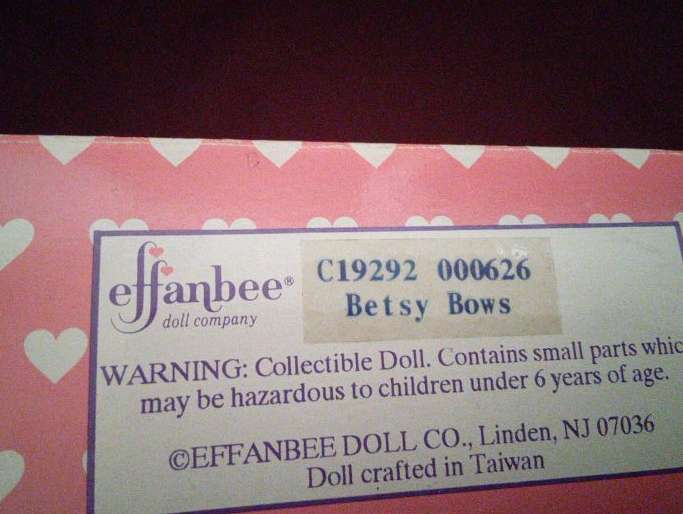 effanbee®
doll company
C19292 000626
Betsy Bows
WARNING: Collectible Doll. Contains small parts whic
may be hazardous to children under 6 years of age.
©EFFANBEE DOLL CO., Linden, NJ 07036
Doll crafted in Taiwan